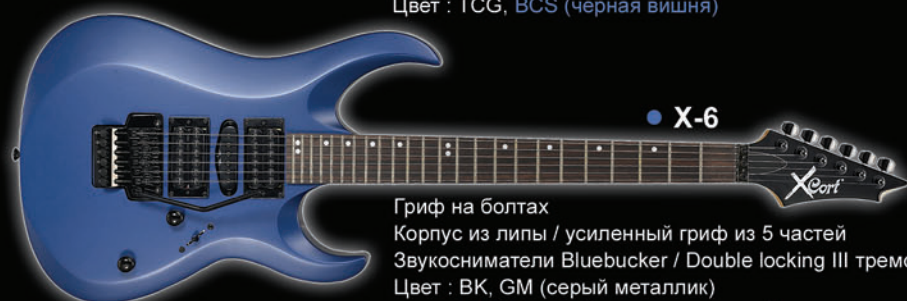 Цвет : TCG, BCS (черная вишня)
X-6
X Cort
Гриф на болтах
Корпус из липы / усиленный гриф из 5 частей
Звукосниматели Bluebucker / Double locking III тремо
Цвет : BK, GM (серый металлик)